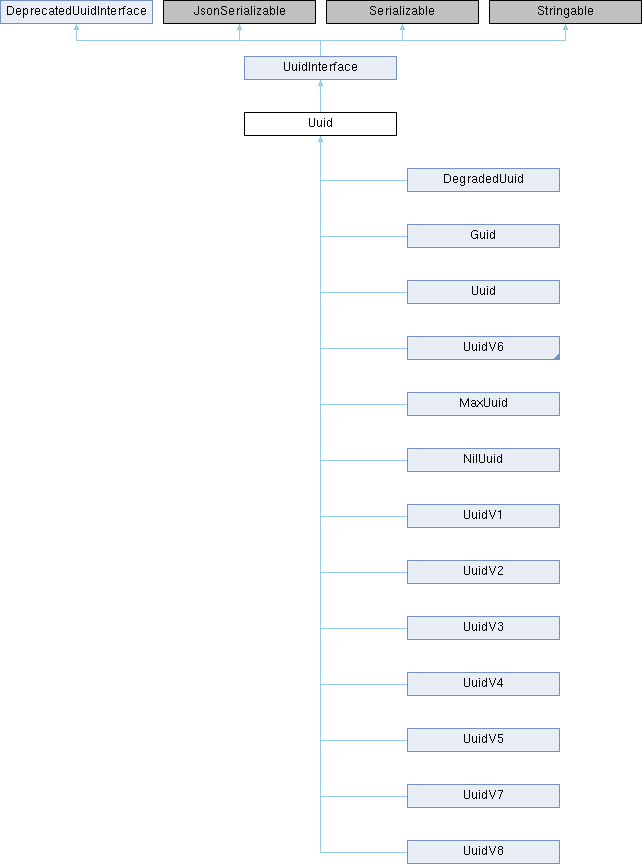 DeprecatedUuidInterface
JsonSerializable
Serializable
Stringable
UuidInterface
Uuid
DegradedUuid
Guid
Uuid
UuidV6
MaxUuid
NilUuid
UuidV1
UuidV2
UuidV3
UuidV4
UuidV5
UuidV7
UuidV8